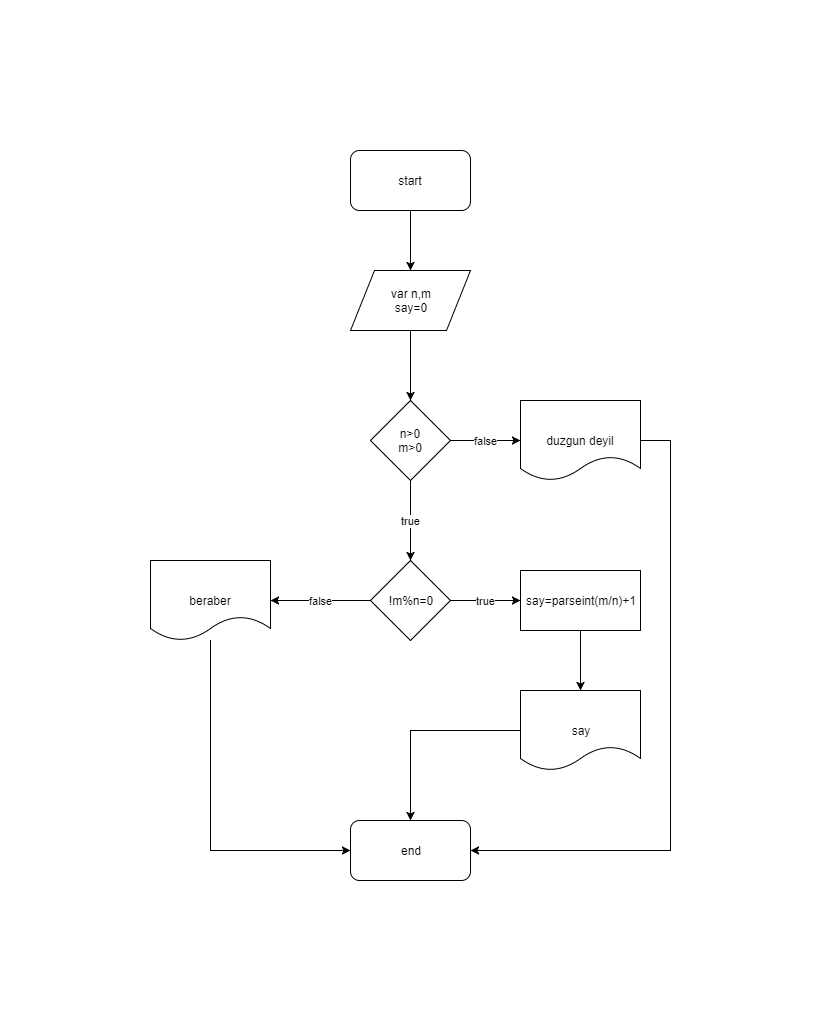 start
var n,m
say=0
n>0
m>0
false
duzgun deyil
true
beraber
false
!m%n=0
true
say=parseint(m/n)+1
say
end